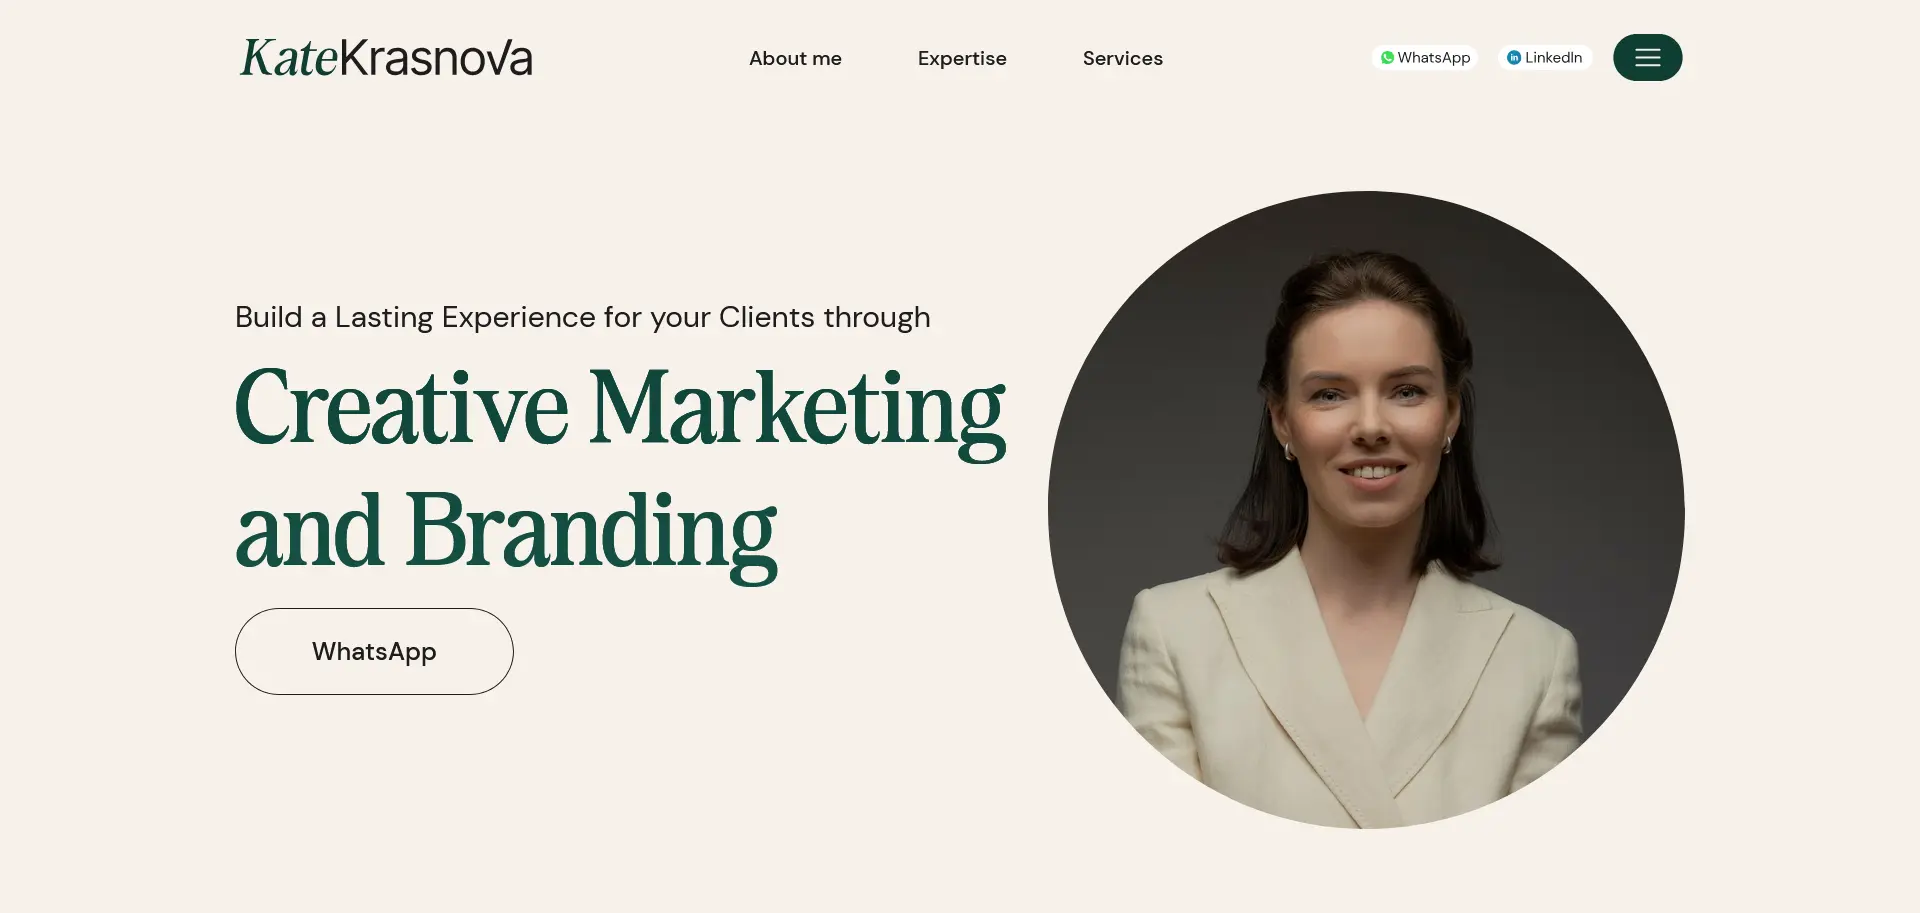 KateKrasnova
About me
Expertise
Services
WhatsApp
LinkedIn
Build a Lasting Experience for your Clients through
Creative Marketing
and Branding
WhatsApp